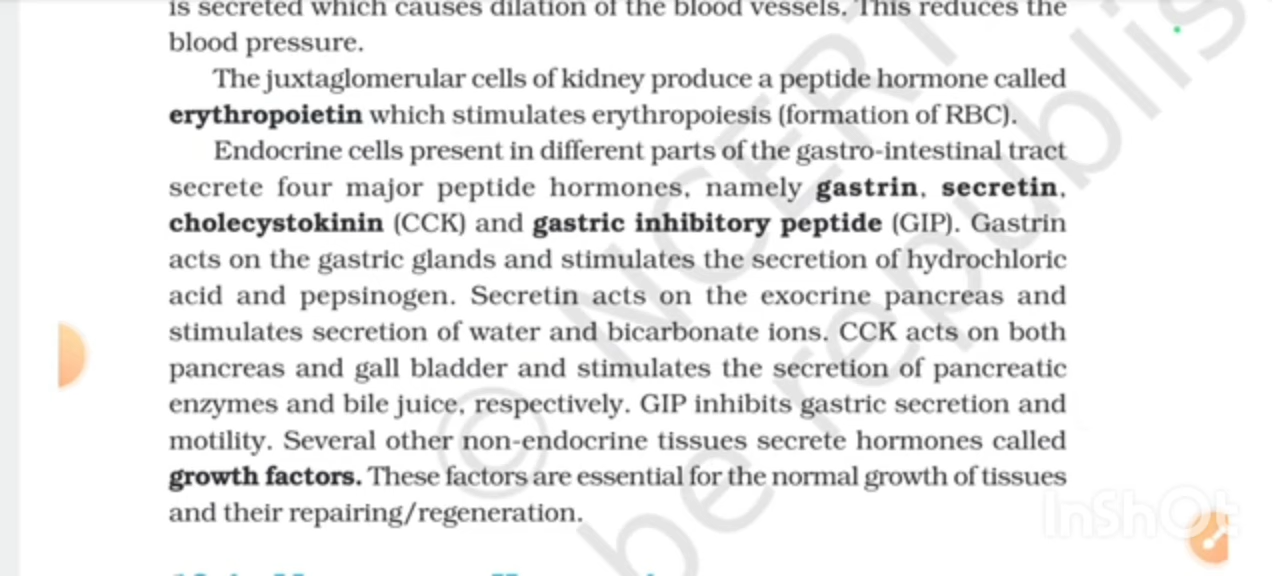 is secreted which causes dilation of the blood vessels. This reduces the
blood pressure.
The juxtaglomerular cells of kidney produce a peptide hormone called
erythropoietin which stimulates erythropoiesis (formation of RBC).
Endocrine cells present in different parts of the gastro-intestinal tract
secrete four major peptide hormones, namely gastrin, secretin,
cholecystokinin (CCK) and gastric inhibitory peptide (GIP). Gastrin
acts on the gastric glands and stimulates the secretion of hydrochloric
acid and pepsinogen. Secretin acts on the exocrine pancreas and
stimulates secretion of water and bicarbonate ions. CCK acts on both
pancreas and gall bladder and stimulates the secretion of pancreatic
enzymes and bile juice, respectively. GIP inhibits gastric secretion and
motility. Several other non-endocrine tissues secrete hormones called
growth factors. These factors are essential for the normal growth of tissues
and their repairing/regeneration.
© NCERT
be republis
InShOt